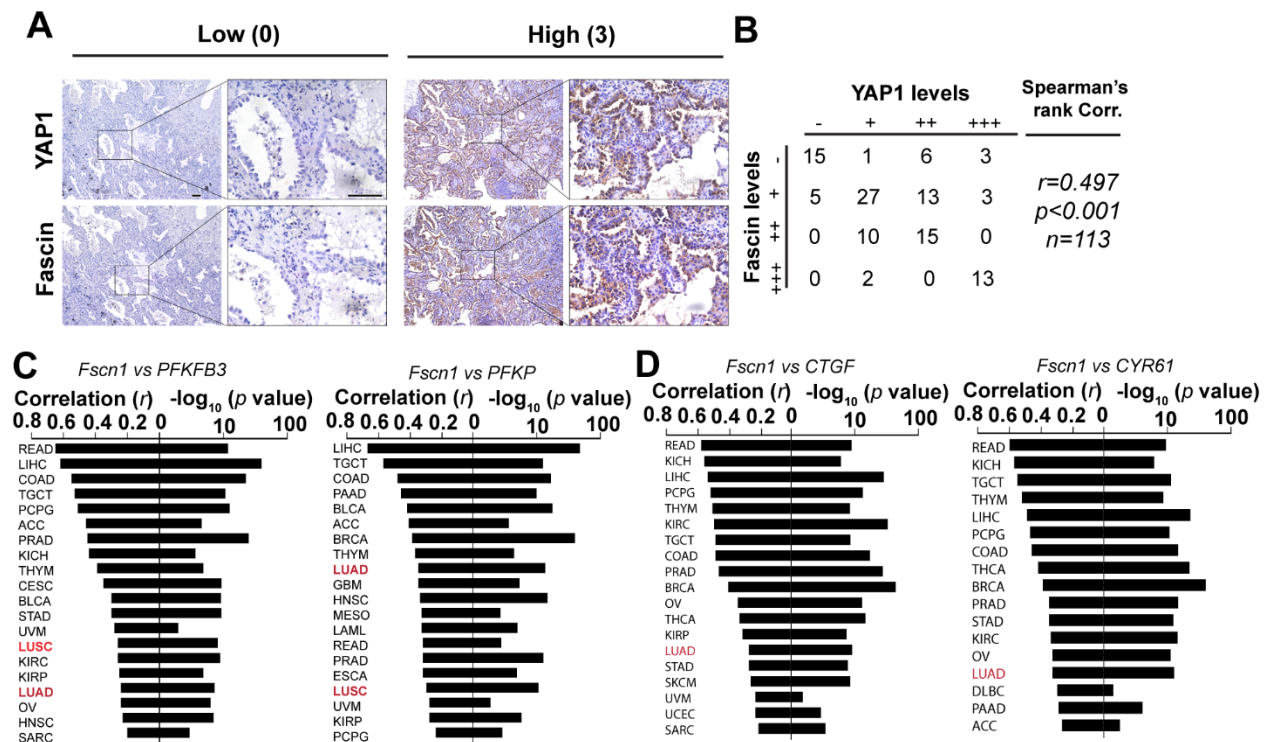 A
Low (0)
High (3)
YAP1
Fascin
B
YAP1 levels
Spearman's
rank Corr.
- + ++ +++
Fascin levels
- 15 1 6 3
+ 5 27 13 3
++ 0 10 15 0
+++ 0 2 0 13
r=0.497
p<0.001
n=113
C
Fscn1 vs PFKFB3
Correlation (r) -log10 (p value)
0.8 0.6 0.4 0.2 0 10 100
READ
LIHC
COAD
TGCT
PCPG
ACC
PRAD
KICH
THYM
CESC
BLCA
STAD
UVM
LUSC
KIRC
KIRP
LUAD
OV
HNSC
SARC
Fscn1 vs PFKP
Correlation (r) -log10 (p value)
0.8 0.6 0.4 0.2 0 10 100
LIHC
TGCT
COAD
PAAD
BLCA
ACC
BRCA
THYM
LUAD
GBM
HNSC
MESO
LAML
READ
PRAD
ESCA
LUSC
UVM
KIRP
PCPG
D
Fscn1 vs CTGF
Correlation (r) -log10 (p value)
0.8 0.6 0.4 0.2 0 10 100
READ
KICH
LIHC
PCPG
THYM
KIRC
TGCT
COAD
PRAD
BRCA
OV
THCA
KIRP
LUAD
STAD
SKCM
UVM
UCEC
SARC
Fscn1 vs CYR61
Correlation (r) -log10 (p value)
0.8 0.6 0.4 0.2 0 10 100
READ
KICH
TGCT
THYM
LIHC
PCPG
COAD
THCA
BRCA
PRAD
STAD
KIRC
OV
LUAD
DLBC
PAAD
ACC